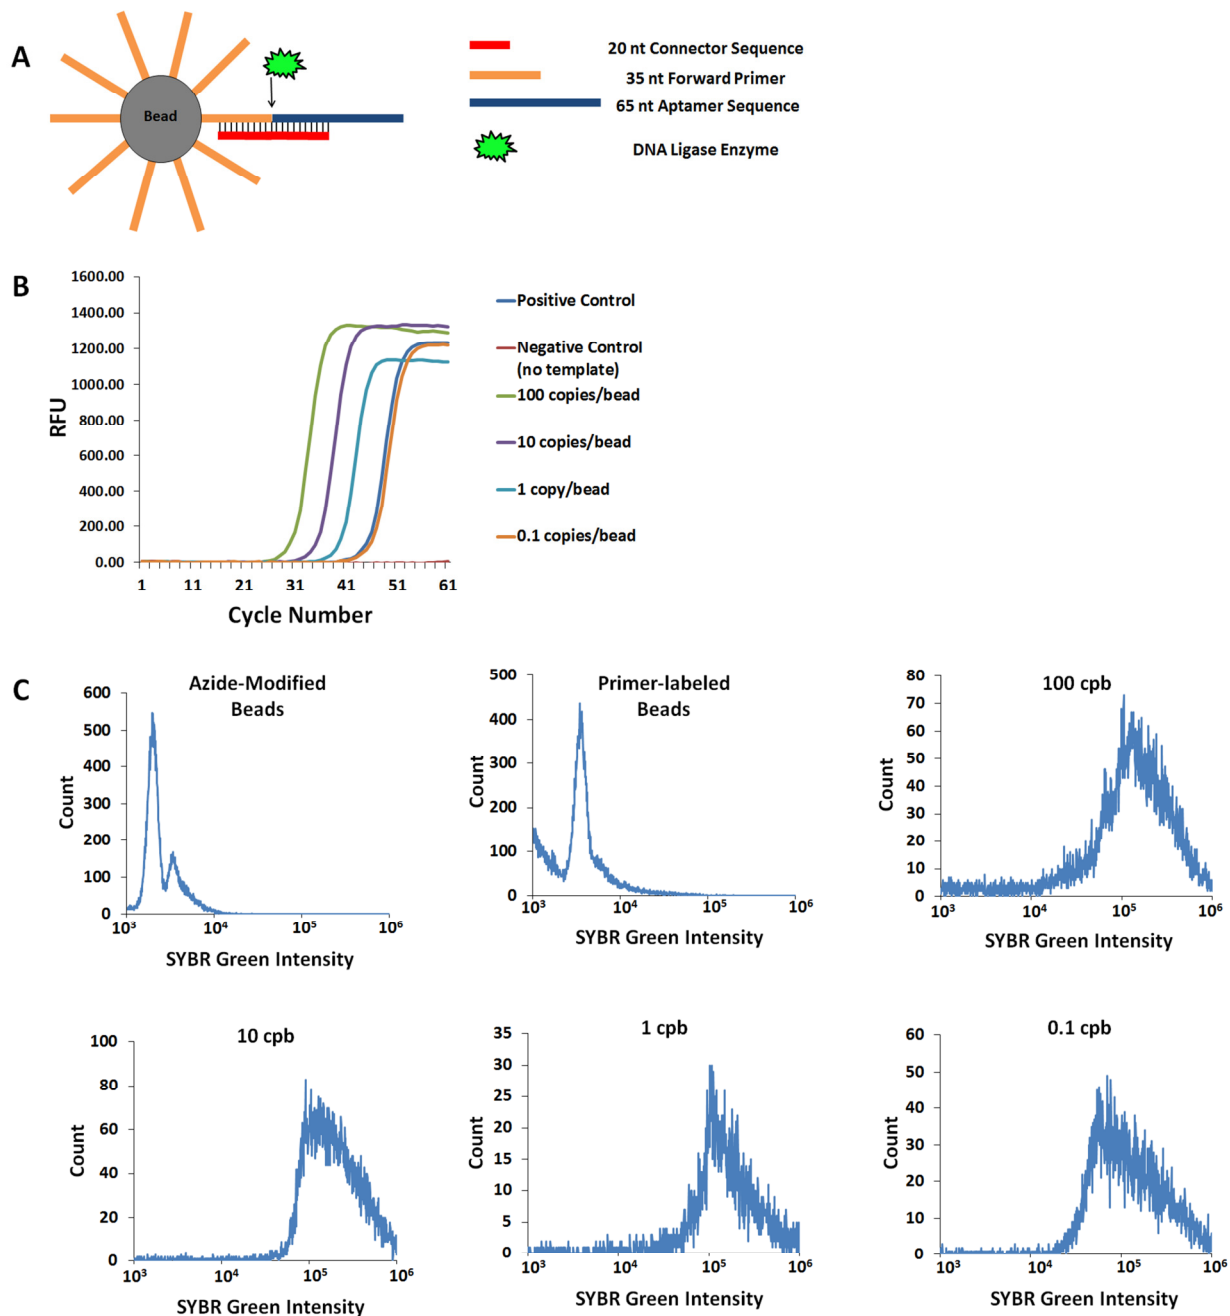 A
Bead
20 nt Connector Sequence
35 nt Forward Primer
65 nt Aptamer Sequence
DNA Ligase Enzyme
B
1600.00
1400.00
1200.00
1000.00
800.00
600.00
400.00
200.00
0.00
RFU
1 11 21 31 41 51 61
Cycle Number
Positive Control
Negative Control
(no template)
100 copies/bead
10 copies/bead
1 copy/bead
0.1 copies/bead
C
Azide-Modified
Beads
600
500
400
300
200
100
0
Count
10³ 10⁴ 10⁵ 10⁶
SYBR Green Intensity
Primer-labeled
Beads
500
400
300
200
100
0
Count
10³ 10⁴ 10⁵ 10⁶
SYBR Green Intensity
100 cpb
80
70
60
50
40
30
20
10
0
Count
10³ 10⁴ 10⁵ 10⁶
SYBR Green Intensity
10 cpb
100
80
60
40
20
0
Count
10³ 10⁴ 10⁵ 10⁶
SYBR Green Intensity
1 cpb
35
30
25
20
15
10
5
0
Count
10³ 10⁴ 10⁵ 10⁶
SYBR Green Intensity
0.1 cpb
60
50
40
30
20
10
0
Count
10³ 10⁴ 10⁵ 10⁶
SYBR Green Intensity